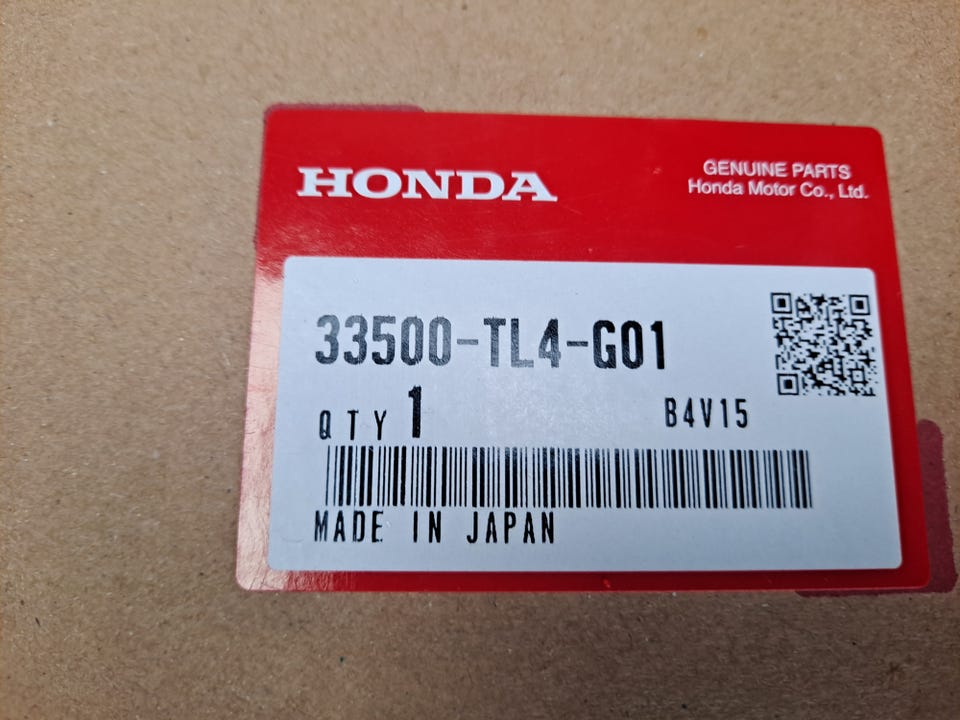 HONDA
GENUINE PARTS
Honda Motor Co., Ltd.
33500-TL4-G01
QTY 1
B4V15
MADE IN JAPAN